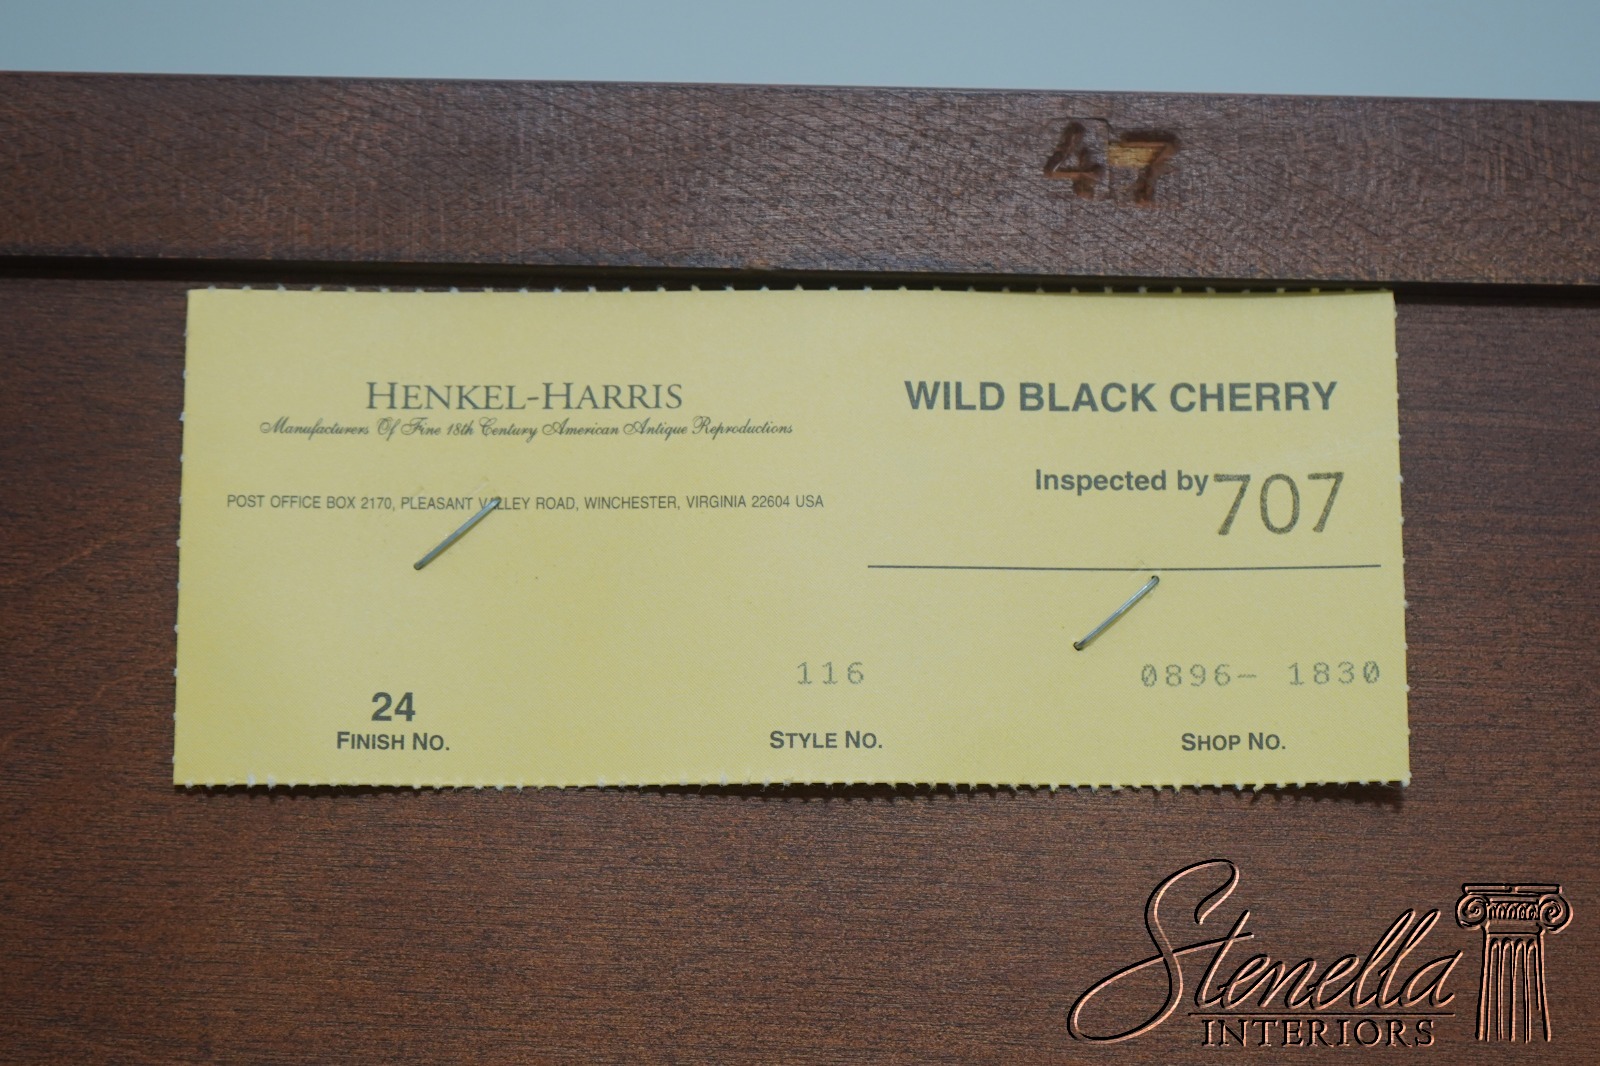 47
HENKEL-HARRIS
Manufacturers Of Fine 18th Century American Antique Reproductions
POST OFFICE BOX 2170, PLEASANT VALLEY ROAD, WINCHESTER, VIRGINIA 22604 USA
WILD BLACK CHERRY
Inspected by 707
24
FINISH NO.
116
STYLE NO.
0896- 1830
SHOP NO.
Stenella
INTERIORS